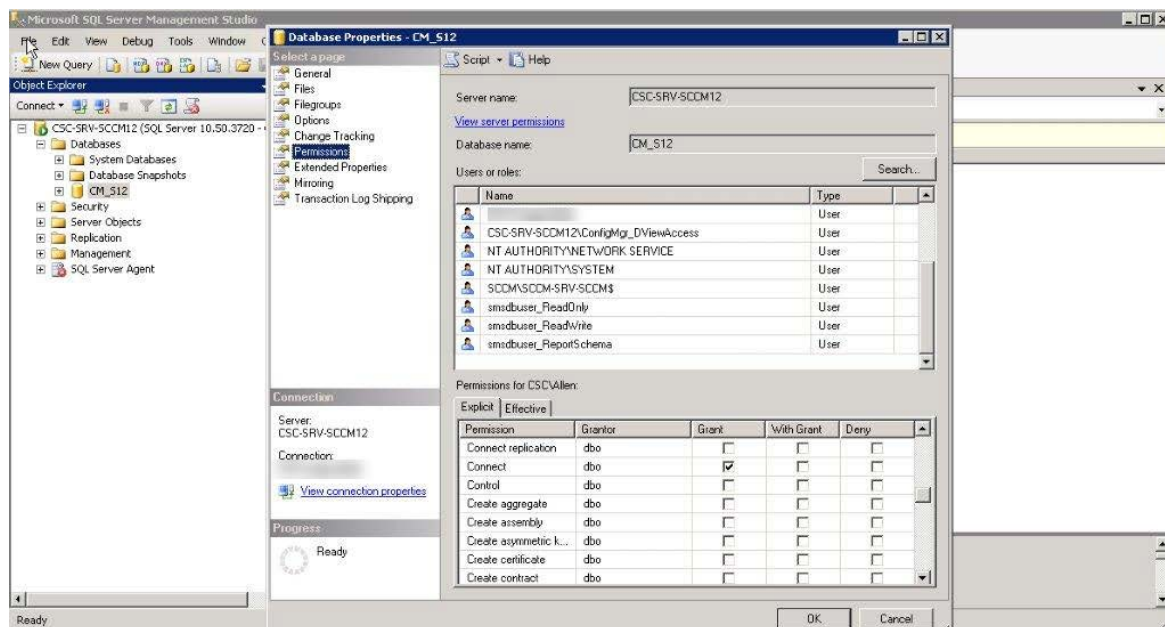 Microsoft SQL Server Management Studio
File Edit View Debug Tools Window
New Query
Object Explorer
Connect
CSC-SRV-SCCM12 (SQL Server 10.50.3720 -
Databases
System Databases
Database Snapshots
CM_S12
Security
Server Objects
Replication
Management
SQL Server Agent
Ready
Database Properties - CM_S12
Select a page
General
Files
Filegroups
Options
Change Tracking
Permissions
Extended Properties
Mirroring
Transaction Log Shipping
Connection
Server:
CSC-SRV-SCCM12
Connection:
View connection properties
Progress
Ready
Script Help
Server name: CSC-SRV-SCCM12
View server permissions
Database name: CM_S12
Users or roles: Search...
Name Type
User
CSC-SRV-SCCM12\ConfigMgr_DViewAccess User
NT AUTHORITY\NETWORK SERVICE User
NT AUTHORITY\SYSTEM User
SCCM\SCCM-SRV-SCCM$ User
smsdbuser_ReadOnly User
smsdbuser_ReadWrite User
smsdbuser_ReportSchema User
Permissions for CSC\Allen:
Explicit Effective
Permission Grantor Grant With Grant Deny
Connect replication dbo
Connect dbo
Control dbo
Create aggregate dbo
Create assembly dbo
Create asymmetric k... dbo
Create certificate dbo
Create contract dbo
OK Cancel